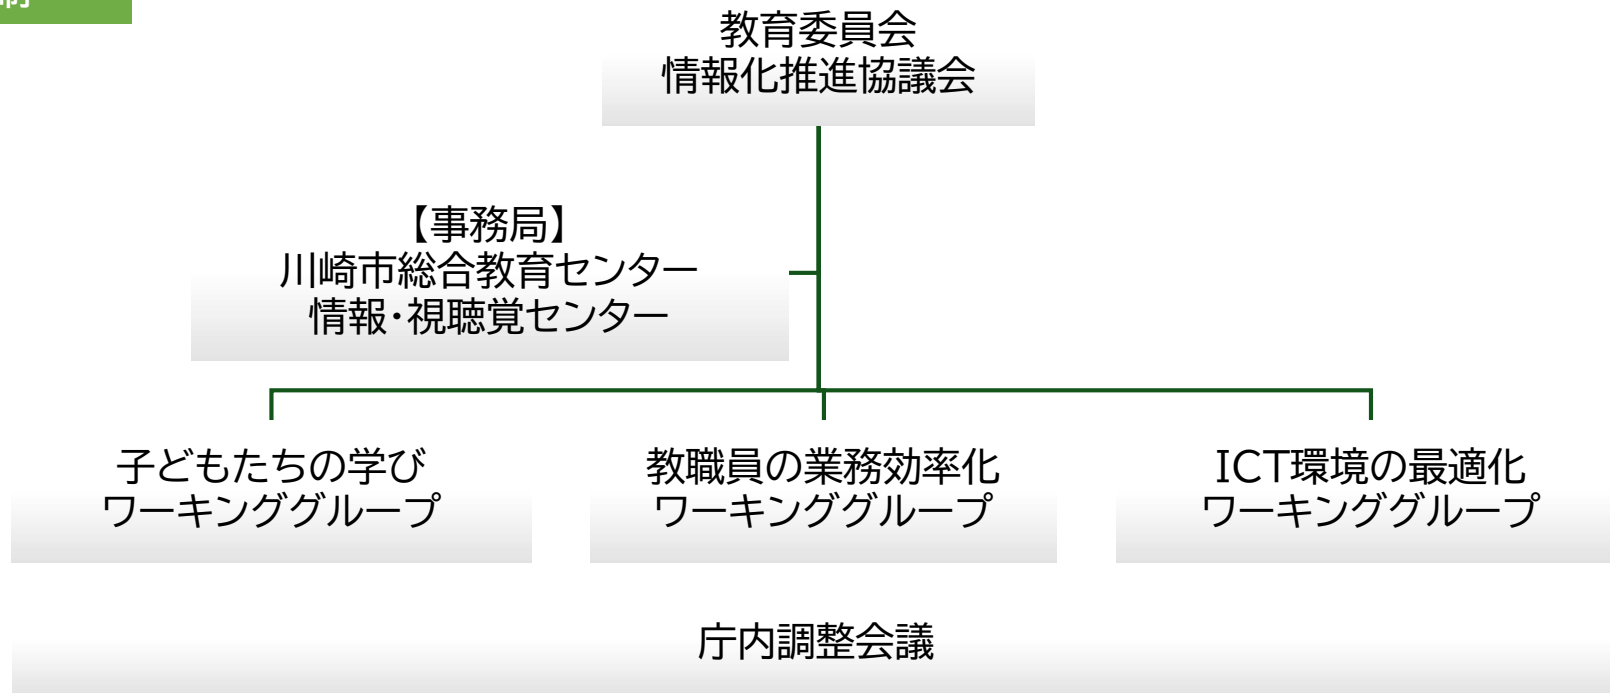 教育委員会
情報化推進協議会
【事務局】
川崎市総合教育センター
情報・視聴覚センター
子どもたちの学び
ワーキンググループ
教職員の業務効率化
ワーキンググループ
ICT環境の最適化
ワーキンググループ
庁内調整会議